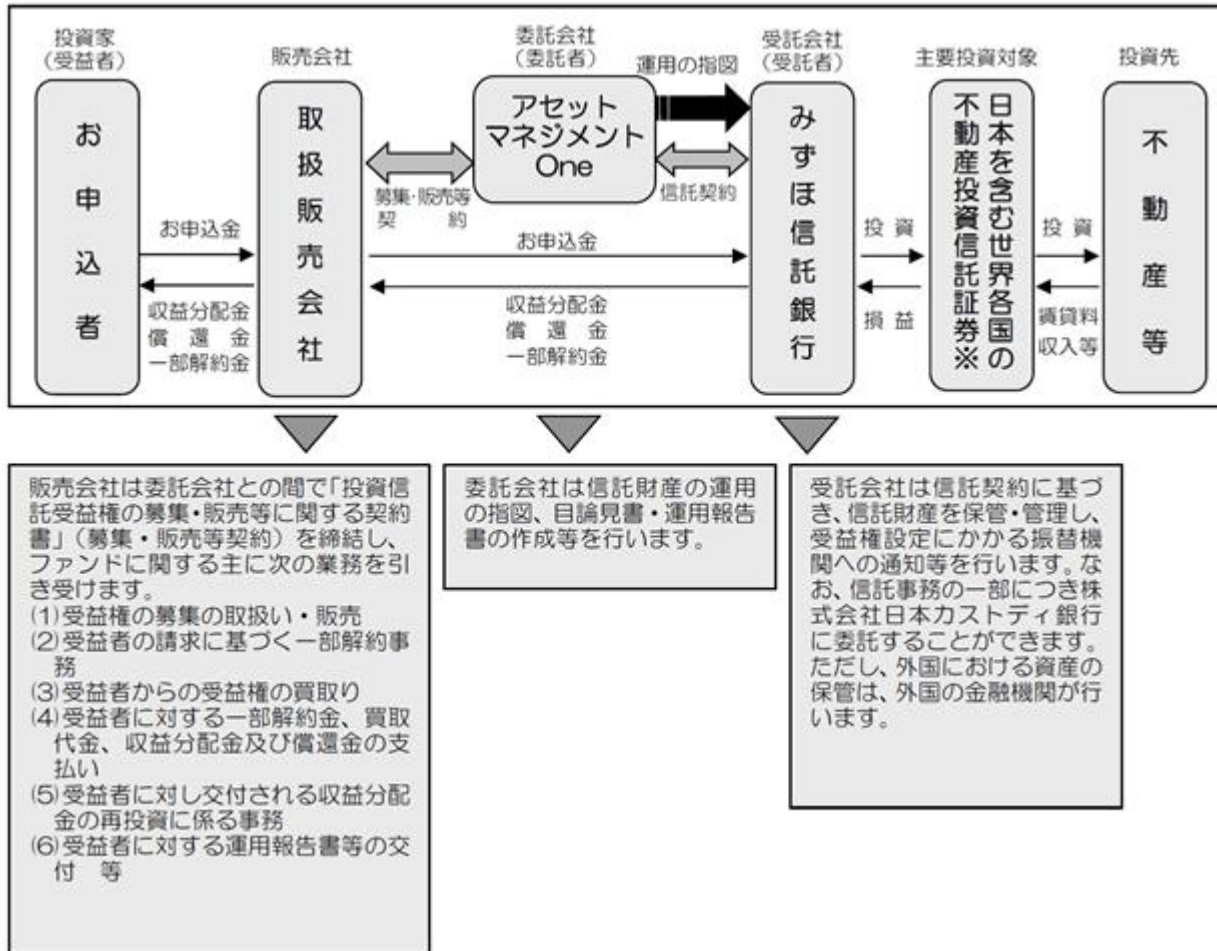 投資家
（受益者）
お申込者
お申込金
収益分配金
償　還　金
一部解約金
販売会社
取扱販売会社
募集・販売等
契　　　約
委託会社
（委託者）
アセット
マネジメント
One
運用の指図
信託契約
お申込金
収益分配金
償　還　金
一部解約金
受託会社
（受託者）
みずほ信託銀行
投　資
損　益
主要投資対象
日本を含む世界各国の
不動産投資信託証券※
投　資
賃貸料
収入等
投資先
不動産等
販売会社は委託会社との間で「投資信
託受益権の募集・販売等に関する契約
書」（募集・販売等契約）を締結し、
ファンドに関する主に次の業務を引
き受けます。
(1)受益権の募集の取扱い・販売
(2)受益者の請求に基づく一部解約事
務
(3)受益者からの受益権の買取り
(4)受益者に対する一部解約金、買取
代金、収益分配金及び償還金の支
払い
(5)受益者に対し交付される収益分配
金の再投資に係る事務
(6)受益者に対する運用報告書等の交
付　等
委託会社は信託財産の運用
の指図、目論見書・運用報告
書の作成等を行います。
受託会社は信託契約に基づ
き、信託財産を保管・管理し、
受益権設定にかかる振替機
関への通知等を行います。な
お、信託事務の一部につき株
式会社日本カストディ銀行
に委託することができます。
ただし、外国における資産の
保管は、外国の金融機関が行
います。